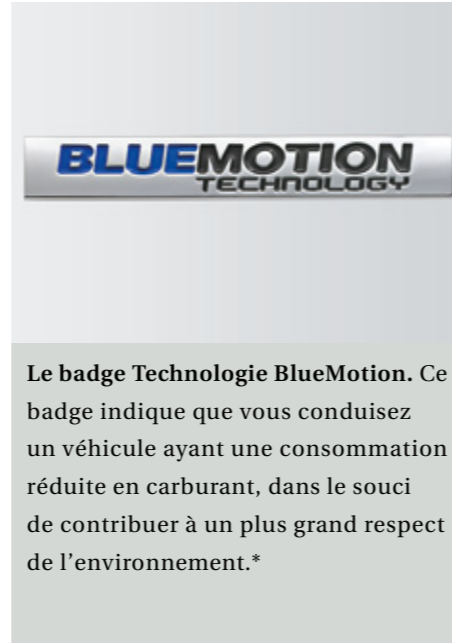 BLUEMOTION
TECHNOLOGY
Le badge Technologie BlueMotion. Ce
badge indique que vous conduisez
un véhicule ayant une consommation
réduite en carburant, dans le souci
de contribuer à un plus grand respect
de l’environnement.*